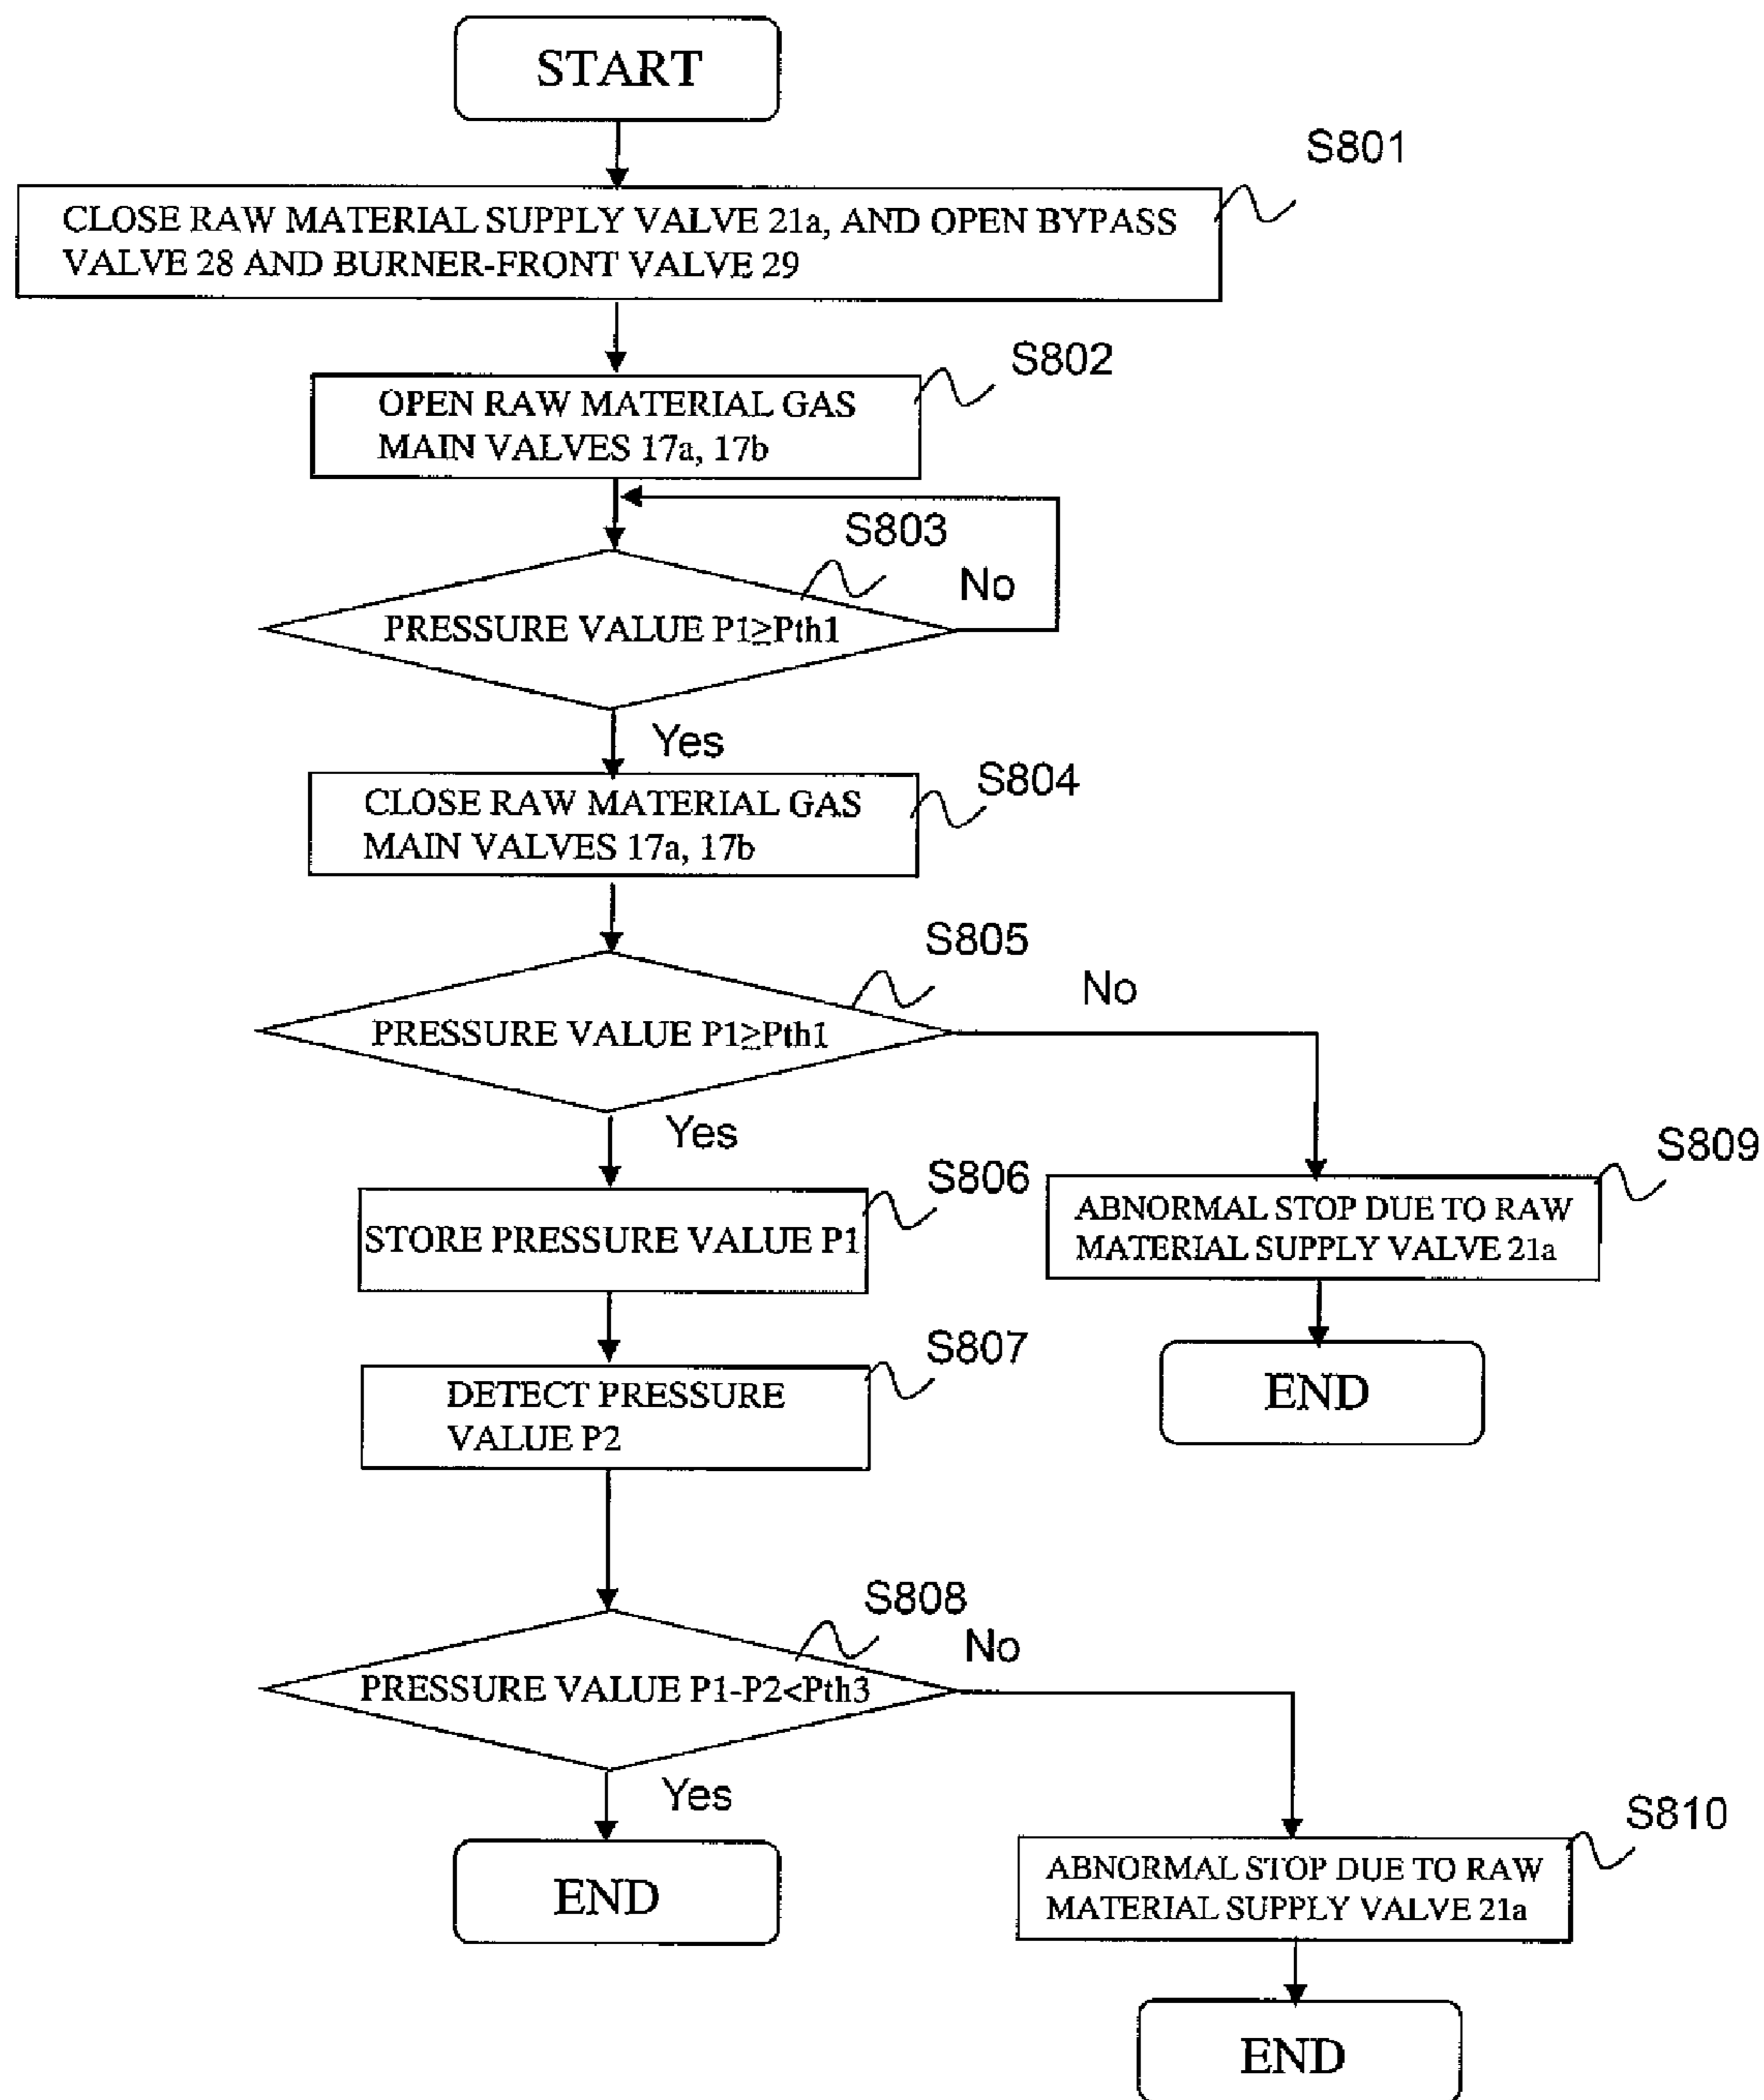 START
S801
CLOSE RAW MATERIAL SUPPLY VALVE 21a, AND OPEN BYPASS
VALVE 28 AND BURNER-FRONT VALVE 29
S802
OPEN RAW MATERIAL GAS
MAIN VALVES 17a, 17b
S803
No
PRESSURE VALUE P1≥Pth1
Yes
S804
CLOSE RAW MATERIAL GAS
MAIN VALVES 17a, 17b
S805
No
PRESSURE VALUE P1≥Pth1
Yes
S806
STORE PRESSURE VALUE P1
S809
ABNORMAL STOP DUE TO RAW
MATERIAL SUPPLY VALVE 21a
END
S807
DETECT PRESSURE
VALUE P2
S808
No
PRESSURE VALUE P1-P2<Pth3
Yes
END
S810
ABNORMAL STOP DUE TO RAW
MATERIAL SUPPLY VALVE 21a
END